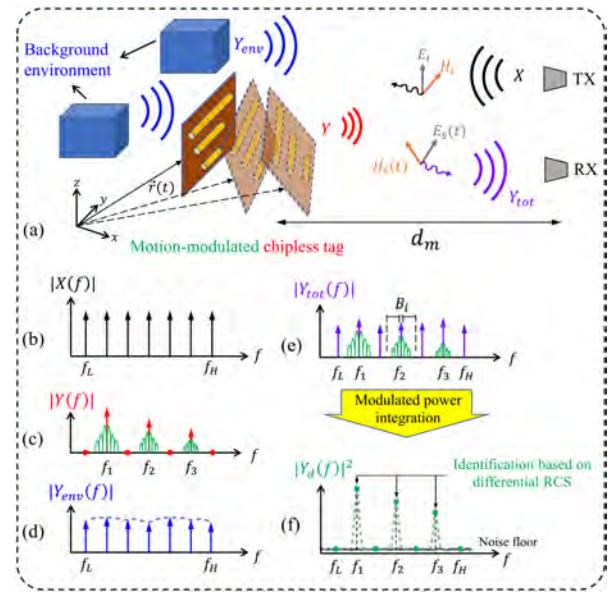 Background
environment
Y_env
E_i
H_i
X
TX
Y
E_s(t)
H_s(t)
Y_tot
RX
z
y
x
r⃗(t)
d_m
(a)
Motion-modulated chipless tag
|X(f)|
(b)
f_L
f_H
f
|Y(f)|
(c)
f_1
f_2
f_3
f
|Y_env(f)|
(d)
f_L
f_H
f
|Y_tot(f)|
B_i
(e)
f_L
f_1
f_2
f_3
f_H
f
Modulated power
integration
|Y_d(f)|²
Identification based on
differential RCS
(f)
Noise floor
f_L
f_1
f_2
f_3
f_H
f